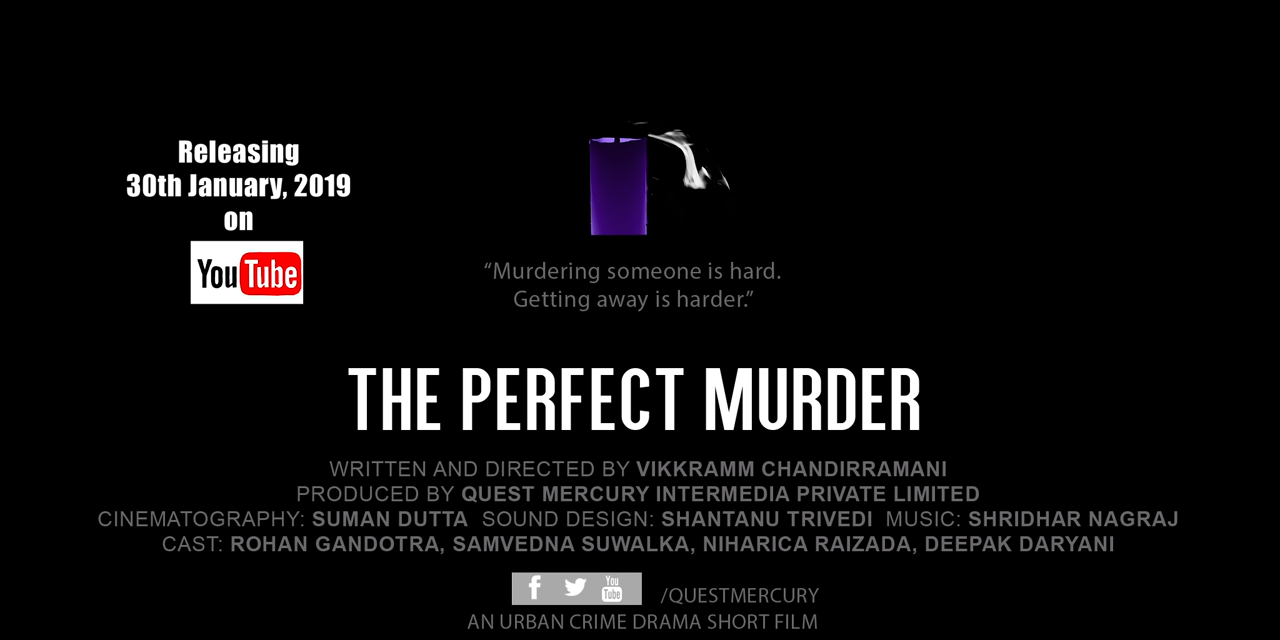 Releasing
30th January, 2019
on
YouTube
“Murdering someone is hard.
Getting away is harder.”
THE PERFECT MURDER
WRITTEN AND DIRECTED BY VIKKRAMM CHANDIRRAMANI
PRODUCED BY QUEST MERCURY INTERMEDIA PRIVATE LIMITED
CINEMATOGRAPHY: SUMAN DUTTA SOUND DESIGN: SHANTANU TRIVEDI MUSIC: SHRIDHAR NAGRAJ
CAST: ROHAN GANDOTRA, SAMVEDNA SUWALKA, NIHARICA RAIZADA, DEEPAK DARYANI
f You Tube /QUESTMERCURY
AN URBAN CRIME DRAMA SHORT FILM